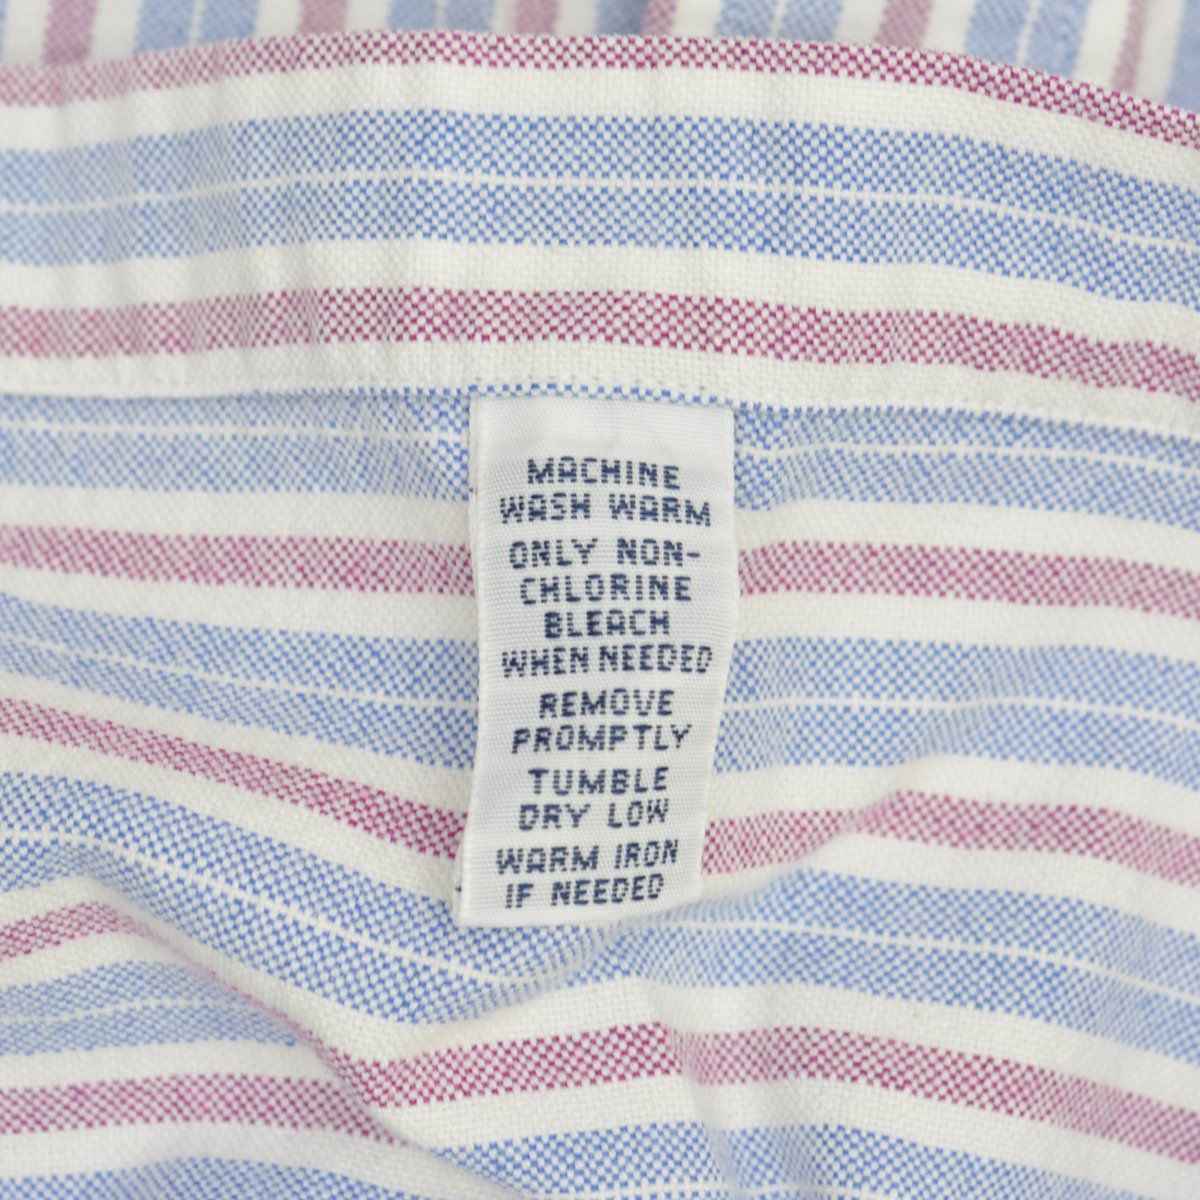 MACHINE
WASH WARM
ONLY NON-
CHLORINE
BLEACH
WHEN NEEDED
REMOVE
PROMPTLY
TUMBLE
DRY LOW
WARM IRON
IF NEEDED